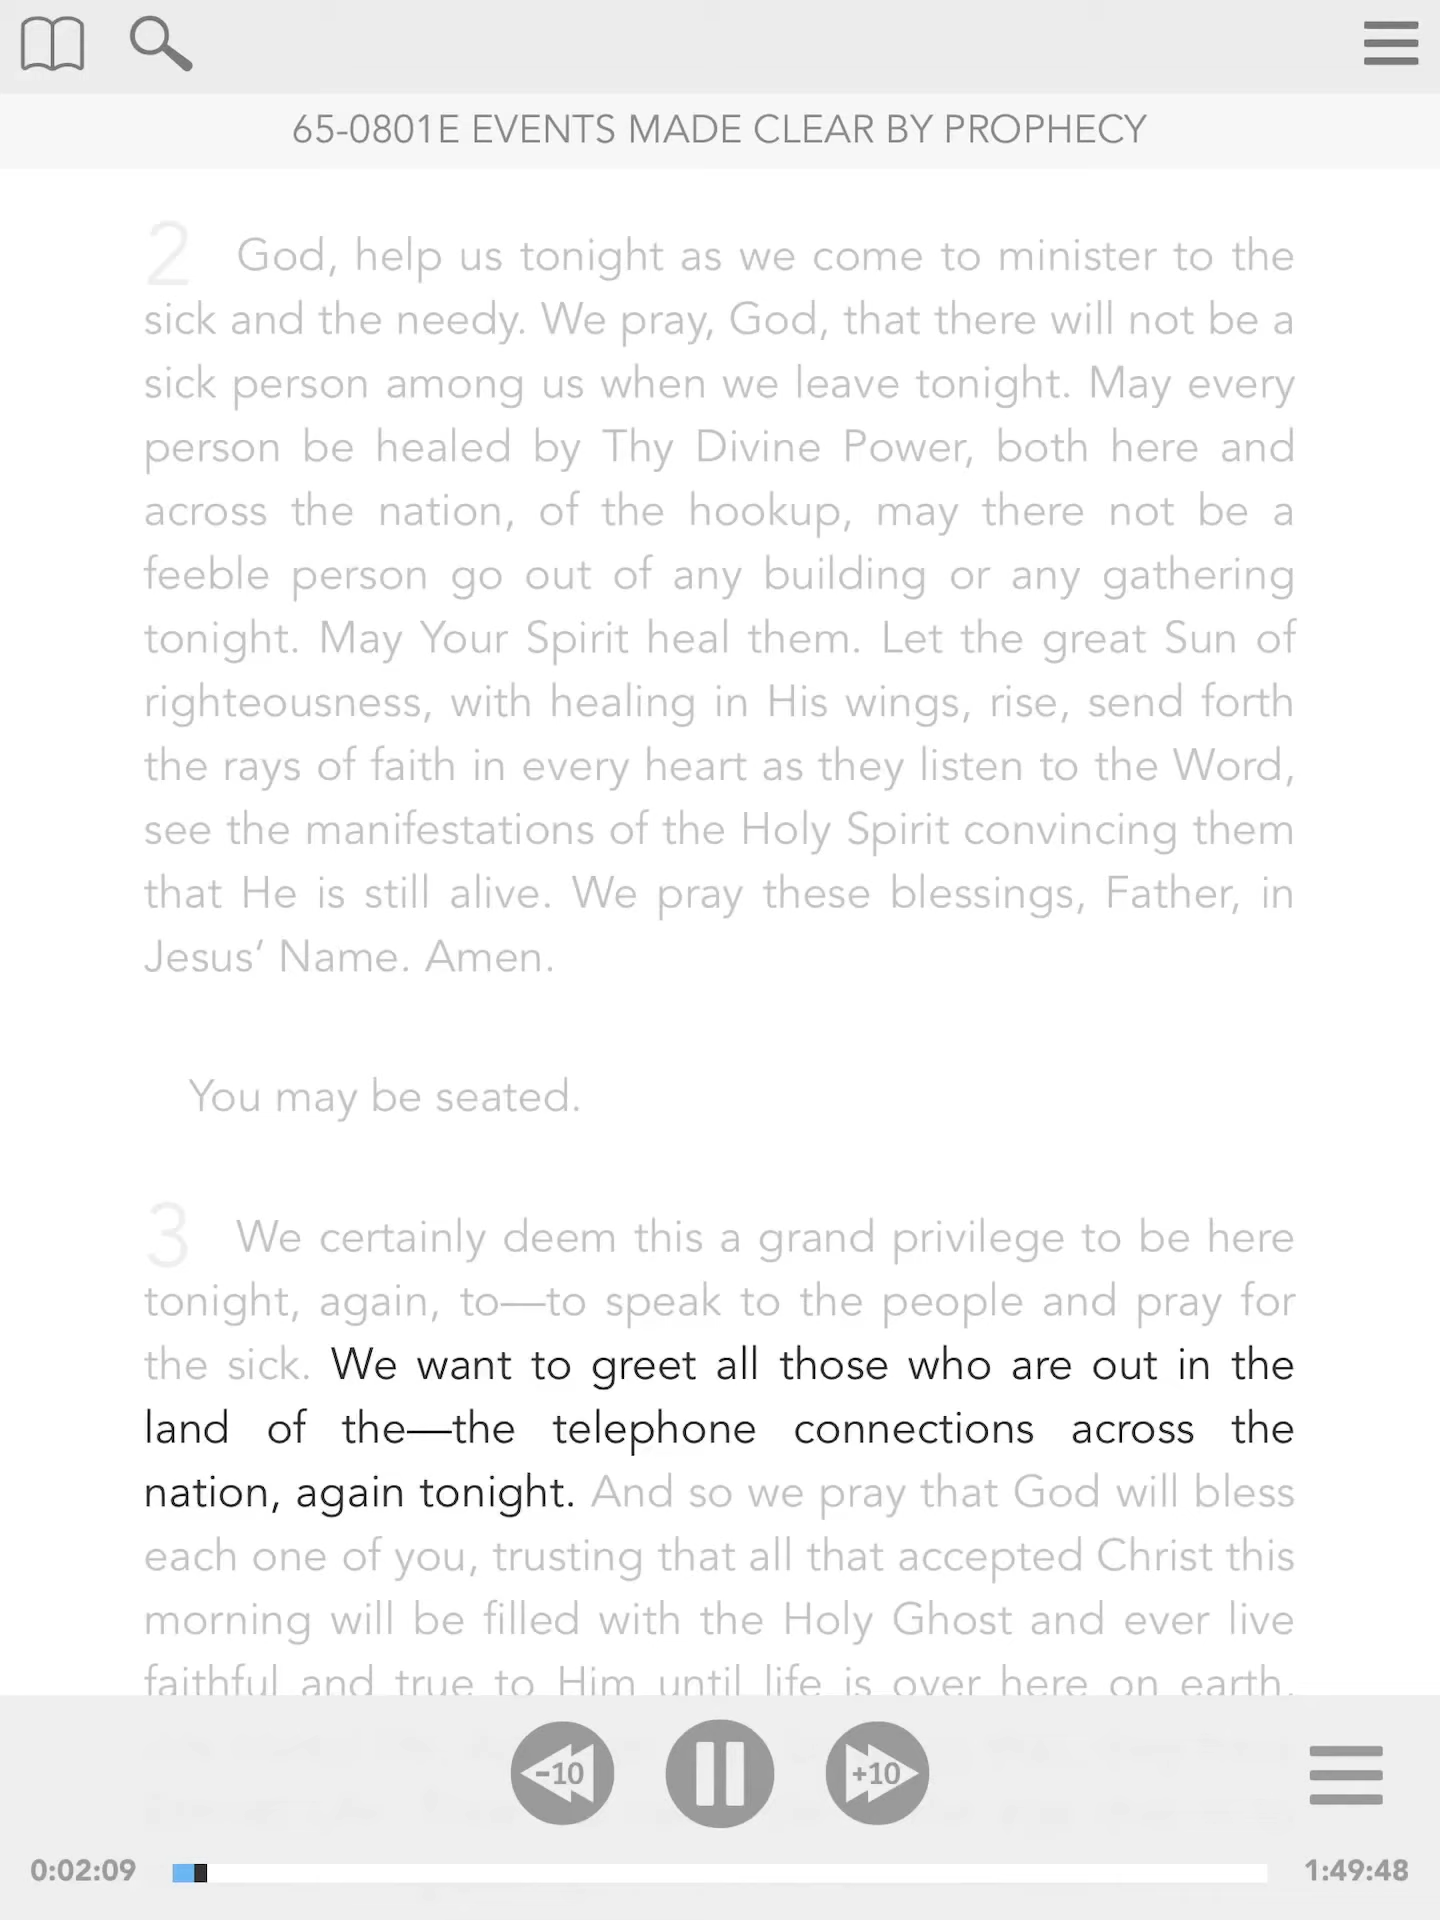 65-0801E EVENTS MADE CLEAR BY PROPHECY
2 God, help us tonight as we come to minister to the
sick and the needy. We pray, God, that there will not be a
sick person among us when we leave tonight. May every
person be healed by Thy Divine Power, both here and
across the nation, of the hookup, may there not be a
feeble person go out of any building or any gathering
tonight. May Your Spirit heal them. Let the great Sun of
righteousness, with healing in His wings, rise, send forth
the rays of faith in every heart as they listen to the Word,
see the manifestations of the Holy Spirit convincing them
that He is still alive. We pray these blessings, Father, in
Jesus’ Name. Amen.
You may be seated.
3 We certainly deem this a grand privilege to be here
tonight, again, to—to speak to the people and pray for
the sick. We want to greet all those who are out in the
land of the—the telephone connections across the
nation, again tonight. And so we pray that God will bless
each one of you, trusting that all that accepted Christ this
morning will be filled with the Holy Ghost and ever live
faithful and true to Him until life is over here on earth.
-10 +10
0:02:09 1:49:48